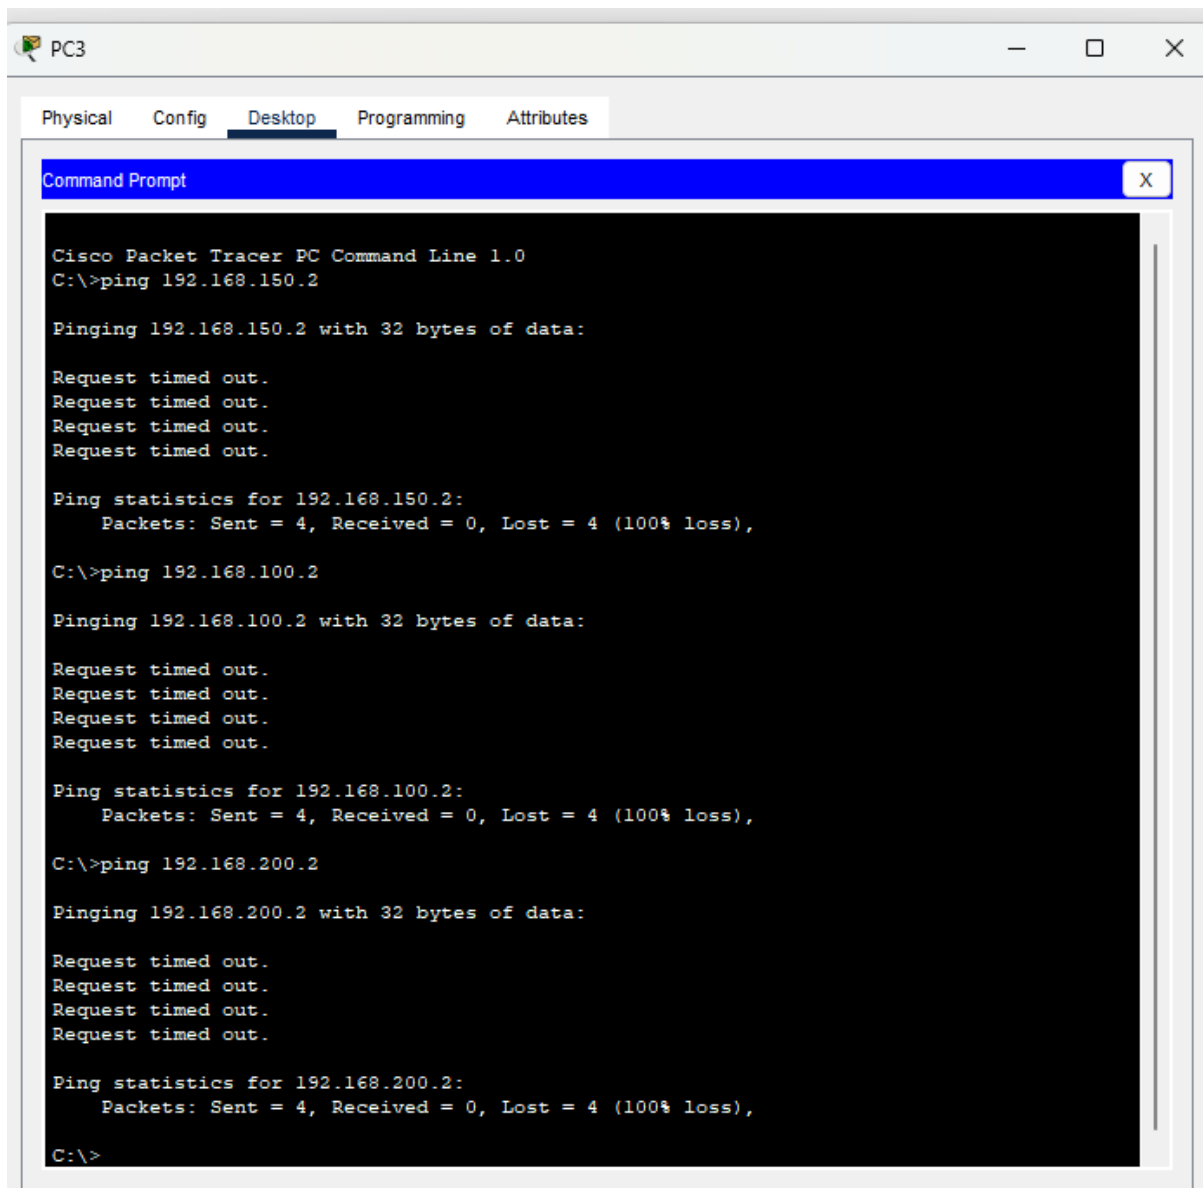 PC3
Physical Config Desktop Programming Attributes
Command Prompt X
Cisco Packet Tracer PC Command Line 1.0
C:\>ping 192.168.150.2
Pinging 192.168.150.2 with 32 bytes of data:
Request timed out.
Request timed out.
Request timed out.
Request timed out.
Ping statistics for 192.168.150.2:
Packets: Sent = 4, Received = 0, Lost = 4 (100% loss),
C:\>ping 192.168.100.2
Pinging 192.168.100.2 with 32 bytes of data:
Request timed out.
Request timed out.
Request timed out.
Request timed out.
Ping statistics for 192.168.100.2:
Packets: Sent = 4, Received = 0, Lost = 4 (100% loss),
C:\>ping 192.168.200.2
Pinging 192.168.200.2 with 32 bytes of data:
Request timed out.
Request timed out.
Request timed out.
Request timed out.
Ping statistics for 192.168.200.2:
Packets: Sent = 4, Received = 0, Lost = 4 (100% loss),
C:\>